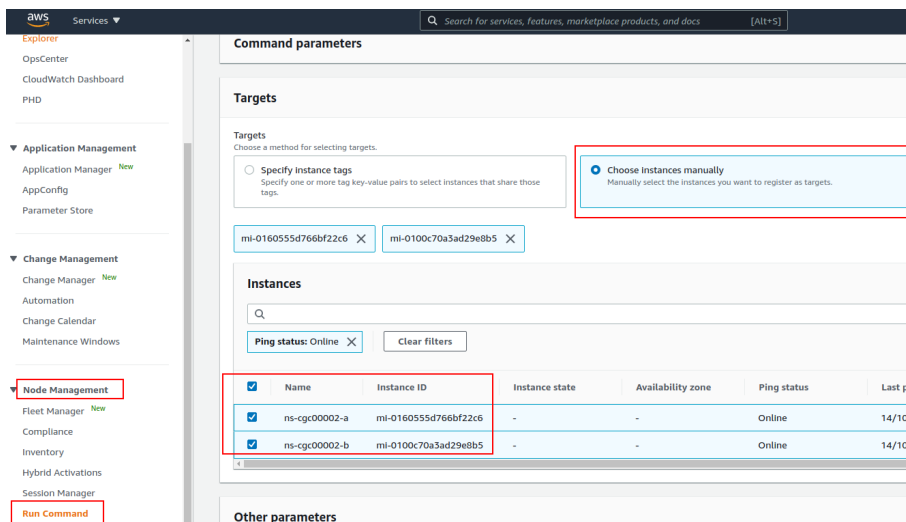 aws Services ▼ Search for services, features, marketplace products, and docs [Alt+S]
Explorer
OpsCenter
CloudWatch Dashboard
PHD
Application Management
Application Manager New
AppConfig
Parameter Store
Change Management
Change Manager New
Automation
Change Calendar
Maintenance Windows
Node Management
Fleet Manager New
Compliance
Inventory
Hybrid Activations
Session Manager
Run Command
Command parameters
Targets
Targets
Choose a method for selecting targets.
Specify instance tags
Specify one or more tag key-value pairs to select instances that share those
tags.
Choose instances manually
Manually select the instances you want to register as targets.
mi-0160555d766bf22c6 mi-0100c70a3ad29e8b5
Instances
Ping status: Online Clear filters
Name Instance ID Instance state Availability zone Ping status Last p
ns-cgc00002-a mi-0160555d766bf22c6 - - Online 14/10
ns-cgc00002-b mi-0100c70a3ad29e8b5 - - Online 14/10
Other parameters